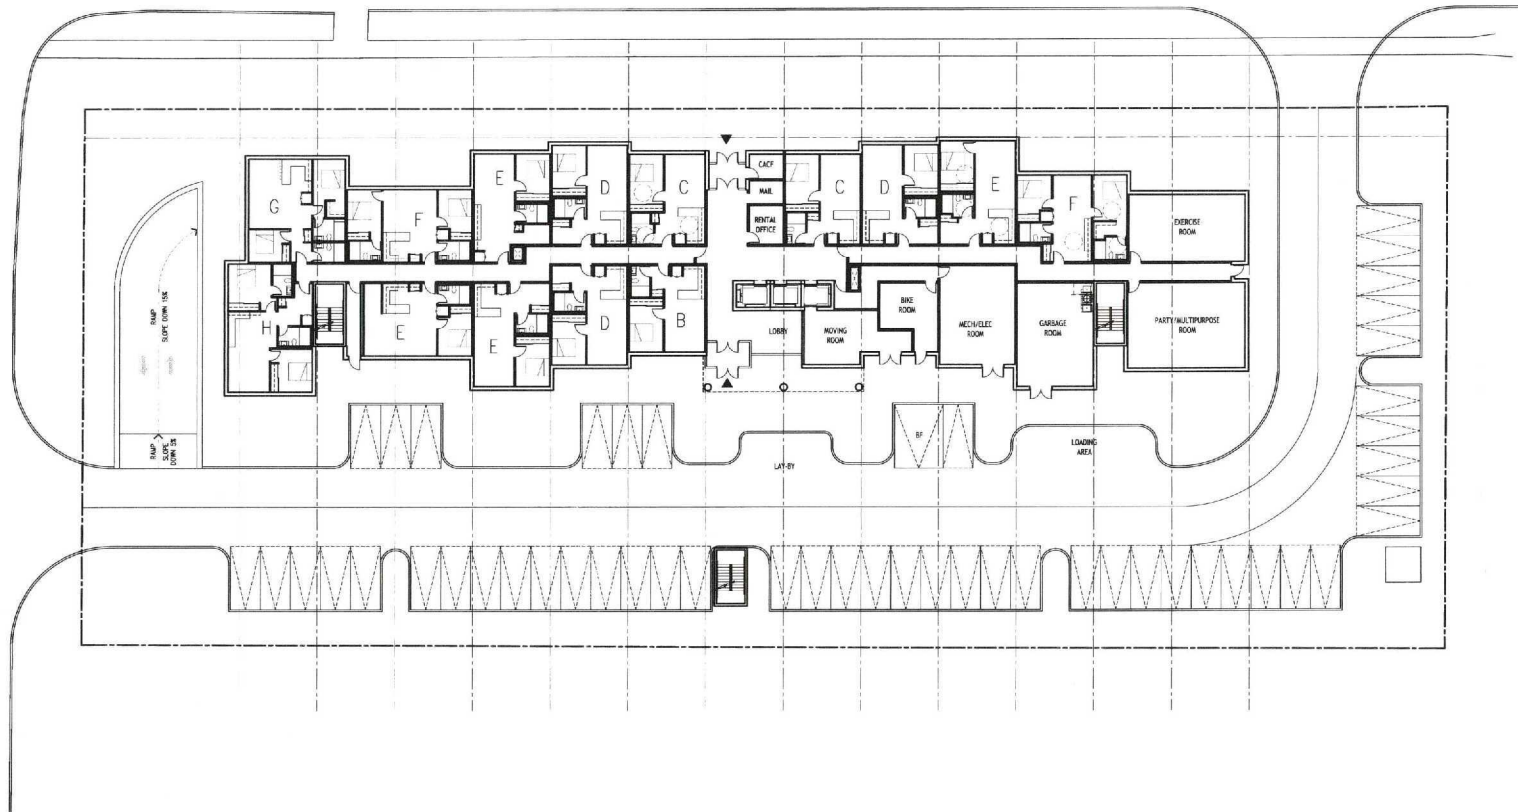 CACF
MAIL
RENTAL
OFFICE
G
F
E
D
C
C
D
E
F
EXERCISE
ROOM
H
E
E
D
B
LOBBY
MOVING
ROOM
BIKE
ROOM
MECH/ELEC
ROOM
GARBAGE
ROOM
PARTY/MULTIPURPOSE
ROOM
RAMP
SLOPE DOWN 15%
RAMP
SLOPE
DOWN 5%
BF
LAY-BY
LOADING
AREA